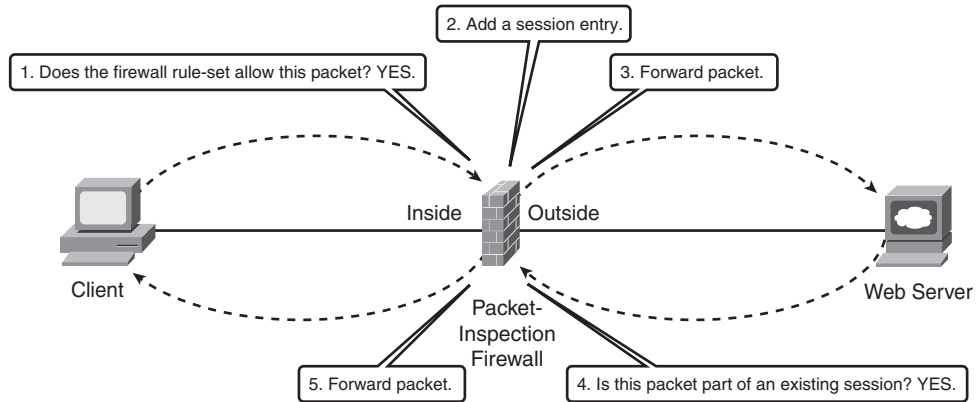 2. Add a session entry.
1. Does the firewall rule-set allow this packet? YES.
3. Forward packet.
Inside
Outside
Client
Web Server
Packet-
Inspection
Firewall
5. Forward packet.
4. Is this packet part of an existing session? YES.